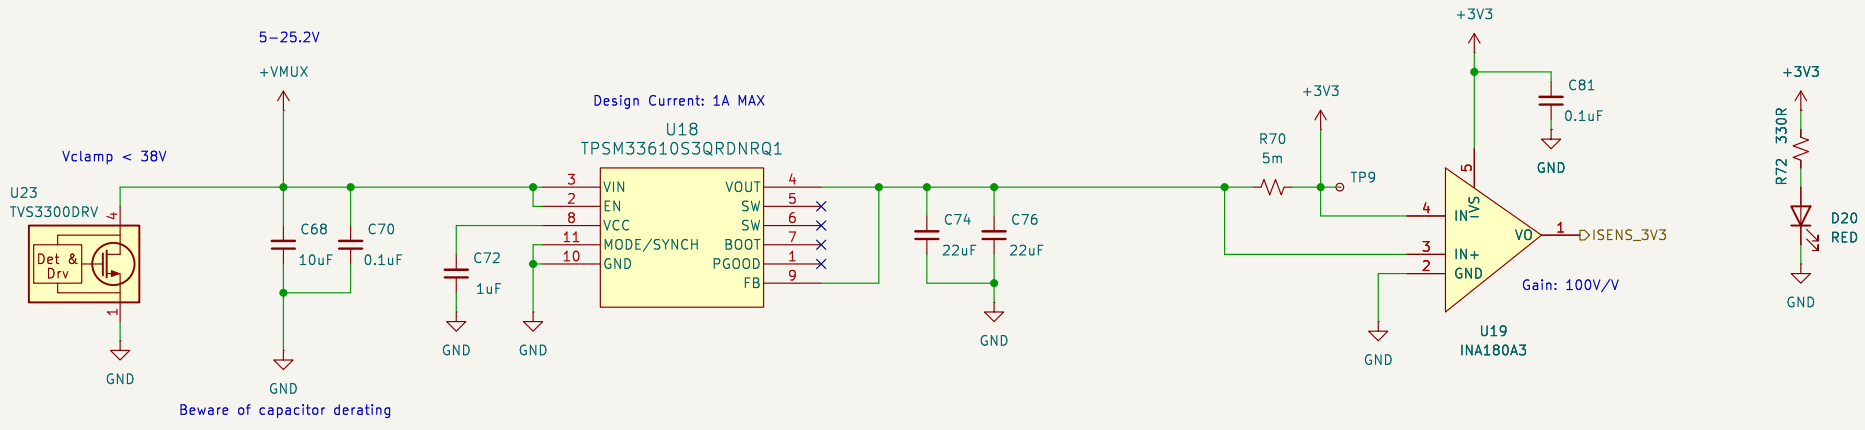 5-25.2V
+VMUX
Vclamp < 38V
U23
TVS3300DRV
4
Det &
Drv
1
GND
C68
10uF
C70
0.1uF
GND
Beware of capacitor derating
C72
1uF
GND
GND
Design Current: 1A MAX
U18
TPSM33610S3QRDNRQ1
3 VIN VOUT 4
2 EN SW 5
8 VCC SW 6
11 MODE/SYNCH BOOT 7
10 GND PGOOD 1
FB 9
C74
22uF
C76
22uF
GND
R70
5m
+3V3
TP9
+3V3
C81
0.1uF
GND
5
VS
4 IN-
3 IN+
2 GND
VO 1
ISENS_3V3
Gain: 100V/V
U19
INA180A3
GND
+3V3
R72 330R
D20
RED
GND